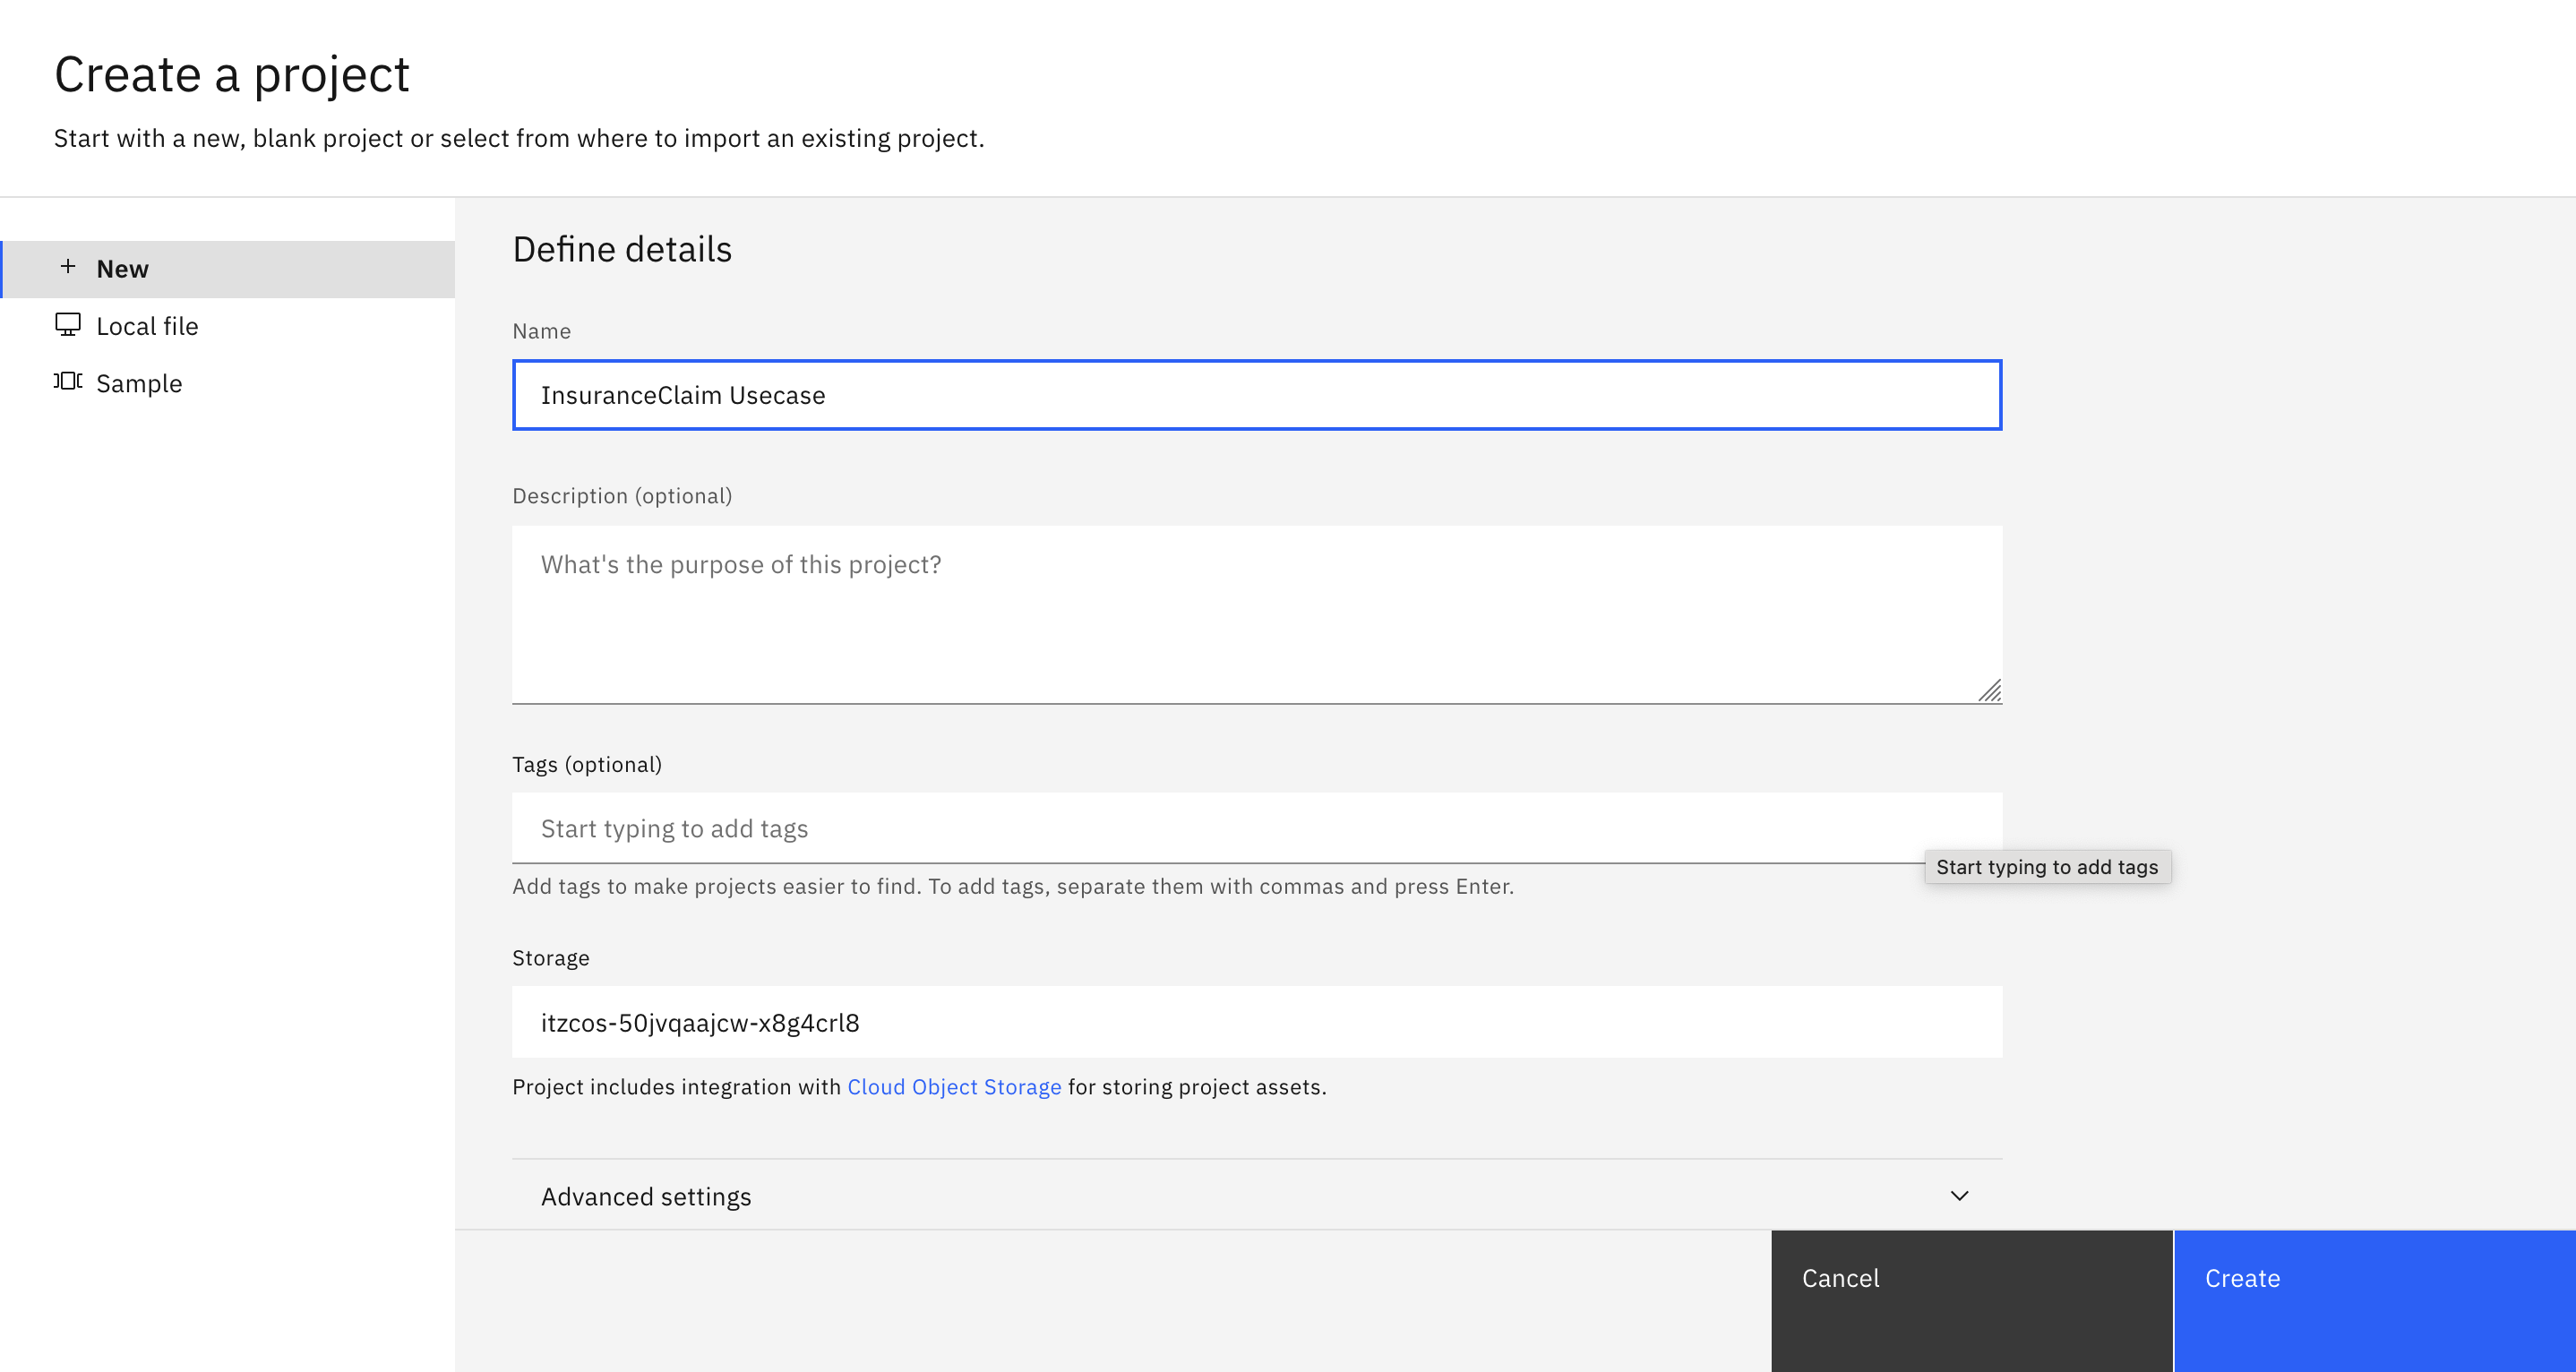 Create a project
Start with a new, blank project or select from where to import an existing project.
New
Local file
Sample
Define details
Name
InsuranceClaim Usecase
Description (optional)
What's the purpose of this project?
Tags (optional)
Start typing to add tags
Start typing to add tags
Add tags to make projects easier to find. To add tags, separate them with commas and press Enter.
Storage
itzcos-50jvqaajcw-x8g4crl8
Project includes integration with Cloud Object Storage for storing project assets.
Advanced settings
Cancel
Create